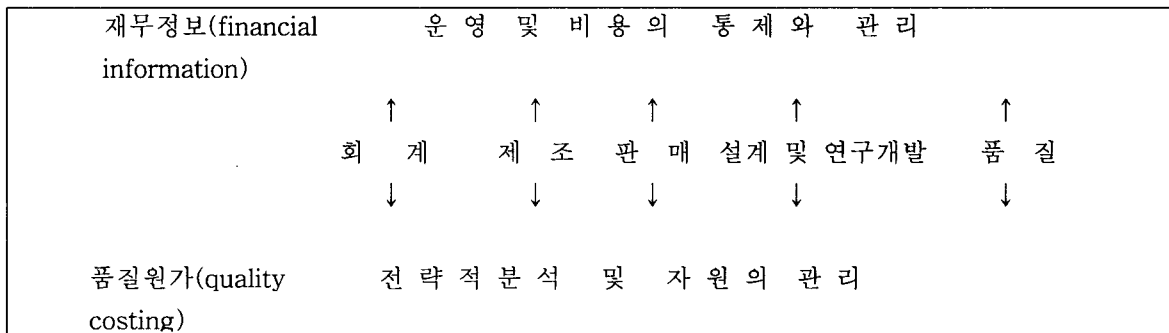 재무정보(financial 운 영 및 비 용 의 통 제 와 관 리
information)
↑ ↑ ↑ ↑ ↑
회 계 제 조 판 매 설계 및 연구개발 품 질
↓ ↓ ↓ ↓ ↓
품질원가(quality 전 략 적 분 석 및 자 원 의 관 리
costing)